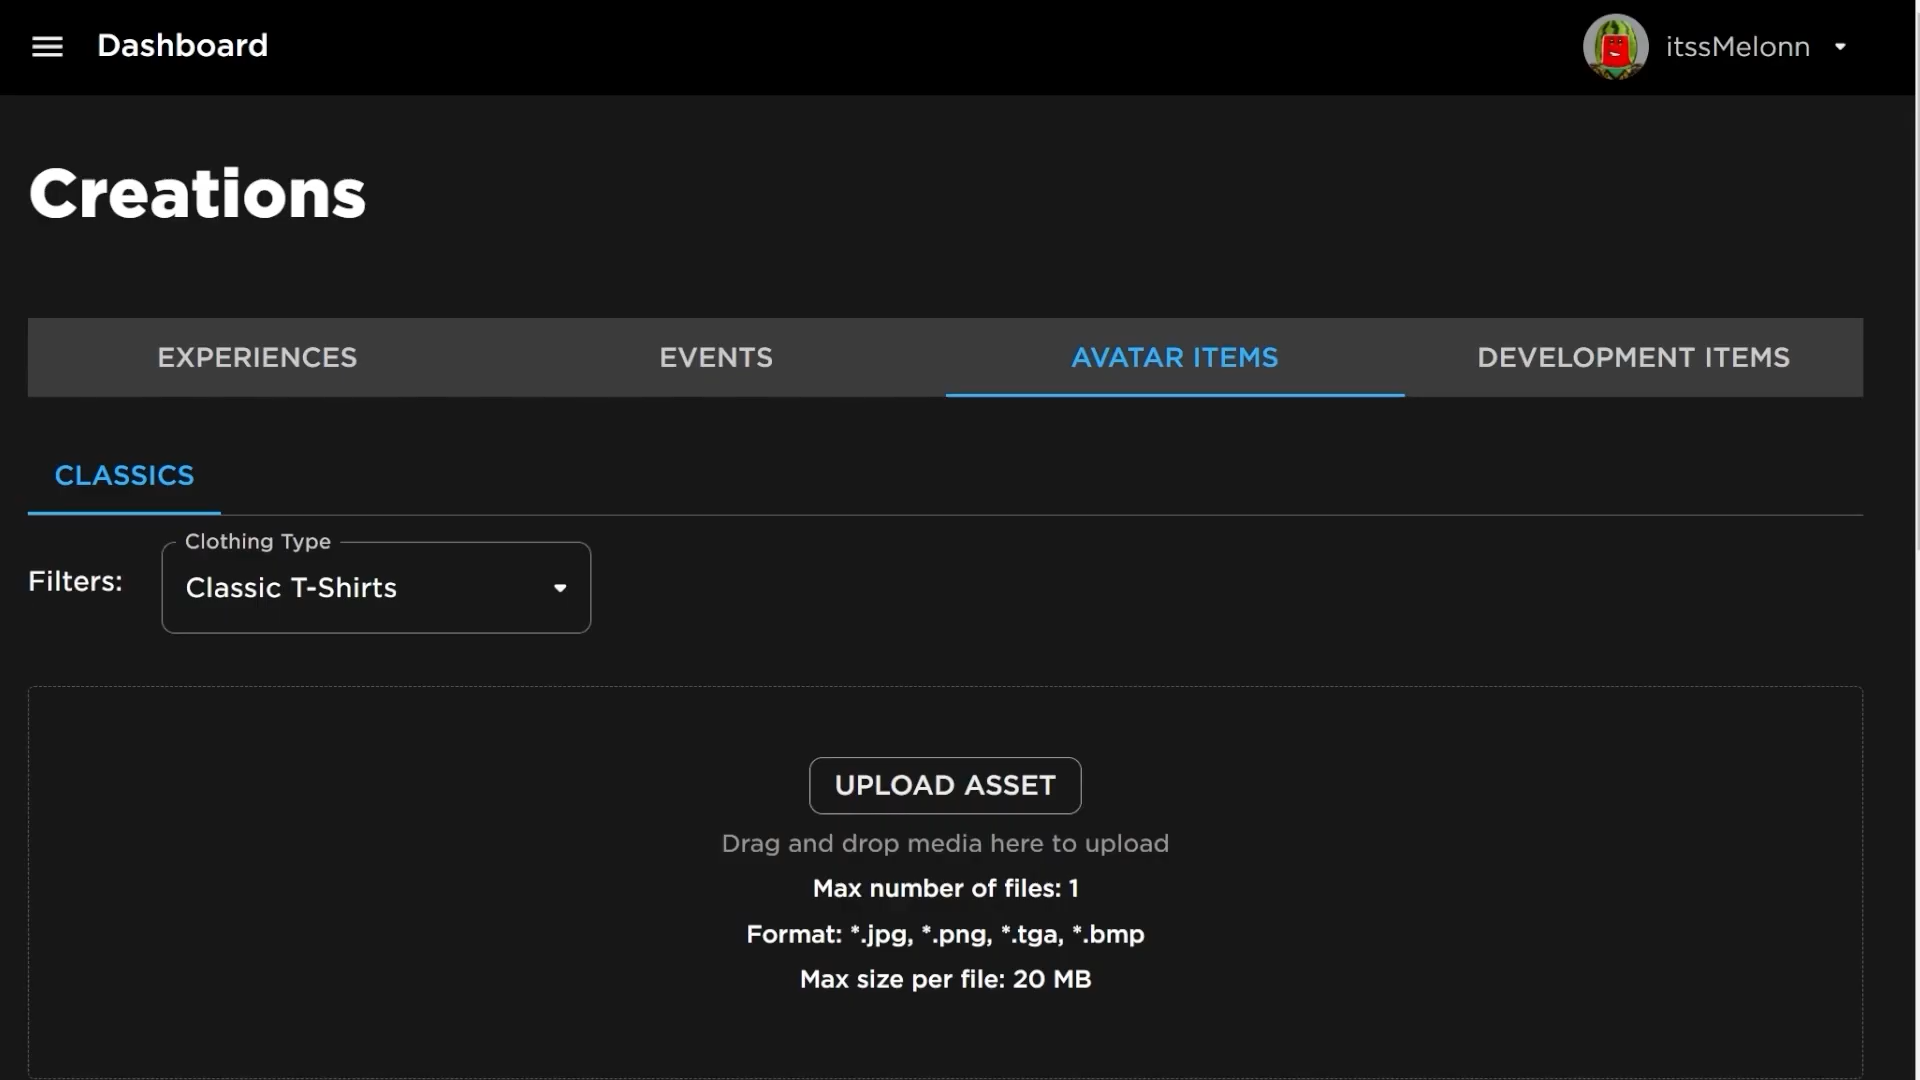 Dashboard
itssMelonn
Creations
EXPERIENCES
EVENTS
AVATAR ITEMS
DEVELOPMENT ITEMS
CLASSICS
Filters:
Clothing Type
Classic T-Shirts
UPLOAD ASSET
Drag and drop media here to upload
Max number of files: 1
Format: *.jpg, *.png, *.tga, *.bmp
Max size per file: 20 MB